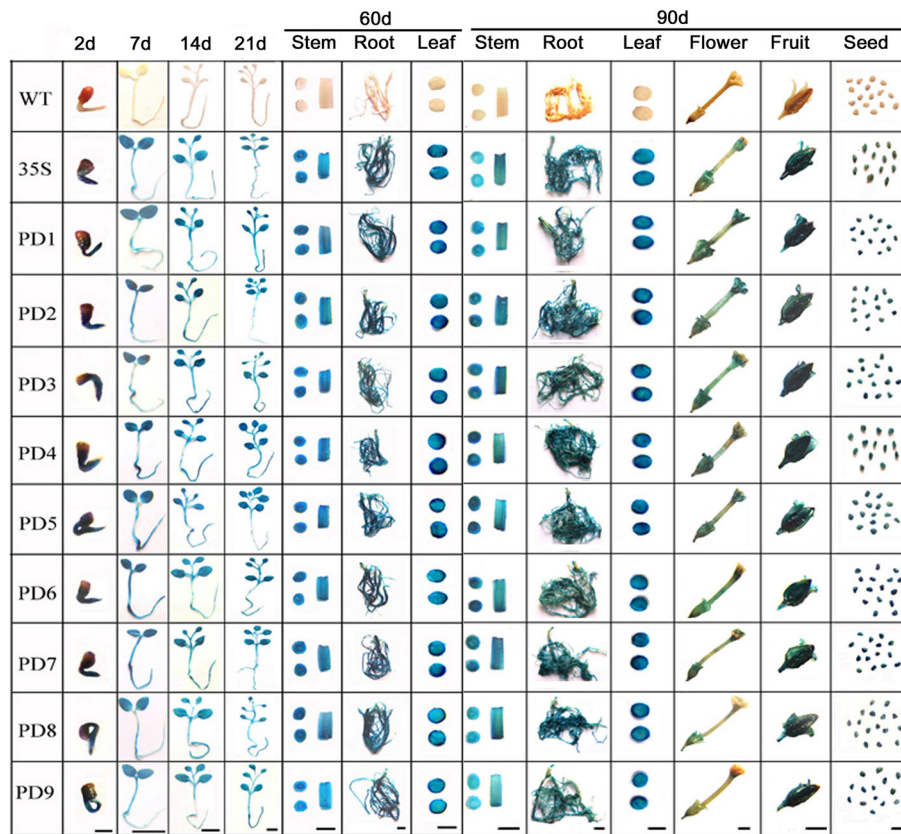 60d 90d
2d 7d 14d 21d Stem Root Leaf Stem Root Leaf Flower Fruit Seed
WT
35S
PD1
PD2
PD3
PD4
PD5
PD6
PD7
PD8
PD9